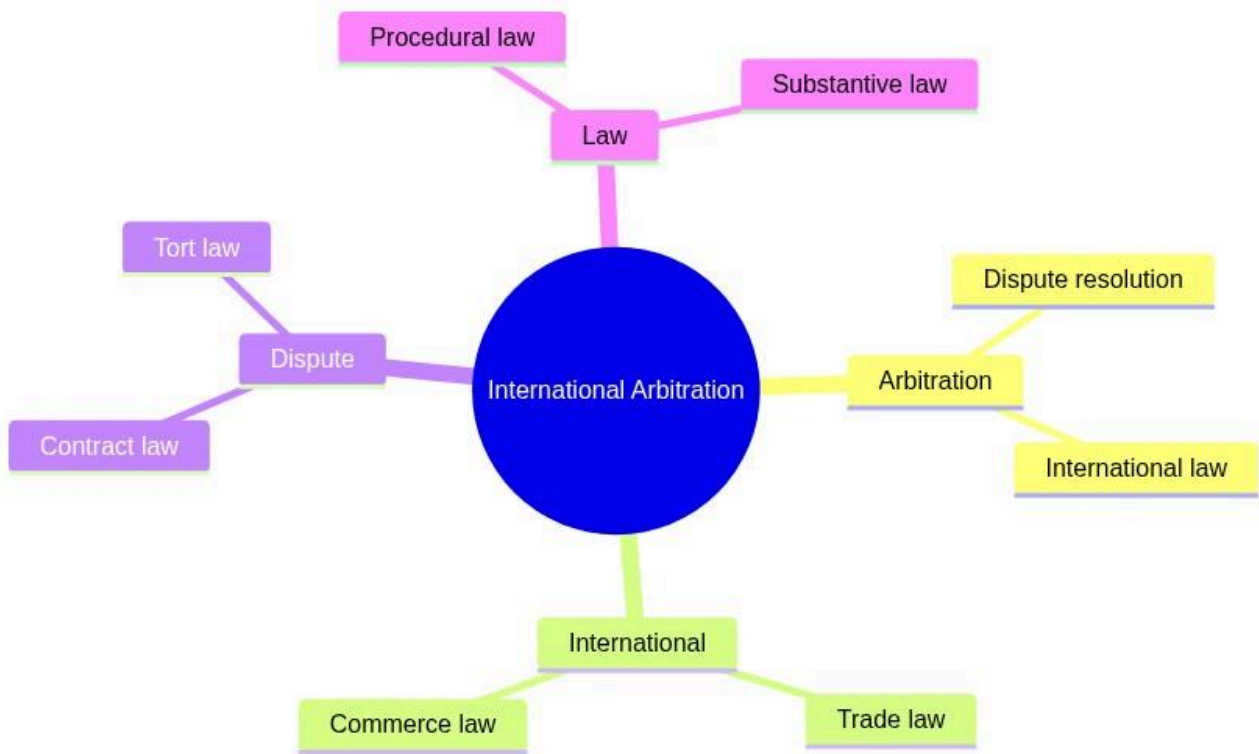 Procedural law
Substantive law
Law
Tort law
Dispute resolution
Dispute
Arbitration
International Arbitration
Contract law
International law
International
Commerce law
Trade law